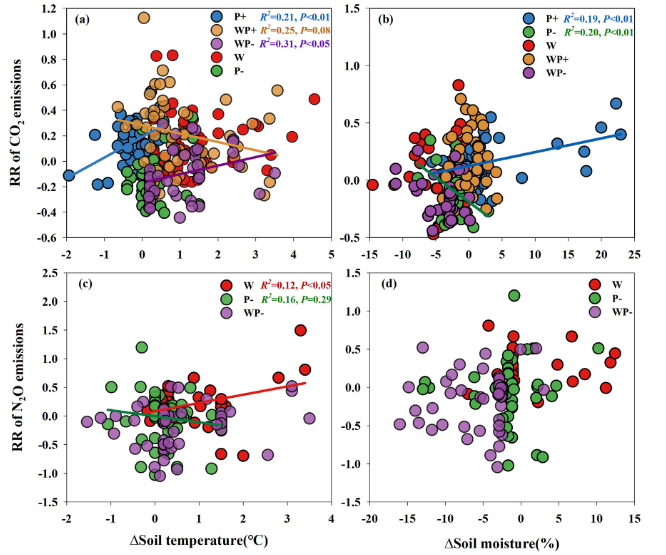 (a)
P+ R²=0.21, P<0.01
WP+ R²=0.25, P=0.08
WP- R²=0.31, P<0.05
W
P-
RR of CO₂ emissions
1.2
1.0
0.8
0.6
0.4
0.2
0.0
-0.2
-0.4
-0.6
-2 -1 0 1 2 3 4 5
(b)
P+ R²=0.19, P<0.01
P- R²=0.20, P<0.01
W
WP+
WP-
1.5
1.0
0.5
0.0
-0.5
-15 -10 -5 0 5 10 15 20 25
(c)
W R²=0.12, P<0.05
P- R²=0.16, P=0.29
WP-
RR of N₂O emissions
2.5
2.0
1.5
1.0
0.5
0.0
-0.5
-1.0
-1.5
-2 -1 0 1 2 3 4
ΔSoil temperature(°C)
(d)
W
P-
WP-
1.5
1.0
0.5
0.0
-0.5
-1.0
-1.5
-20 -15 -10 -5 0 5 10 15
ΔSoil moisture(%)